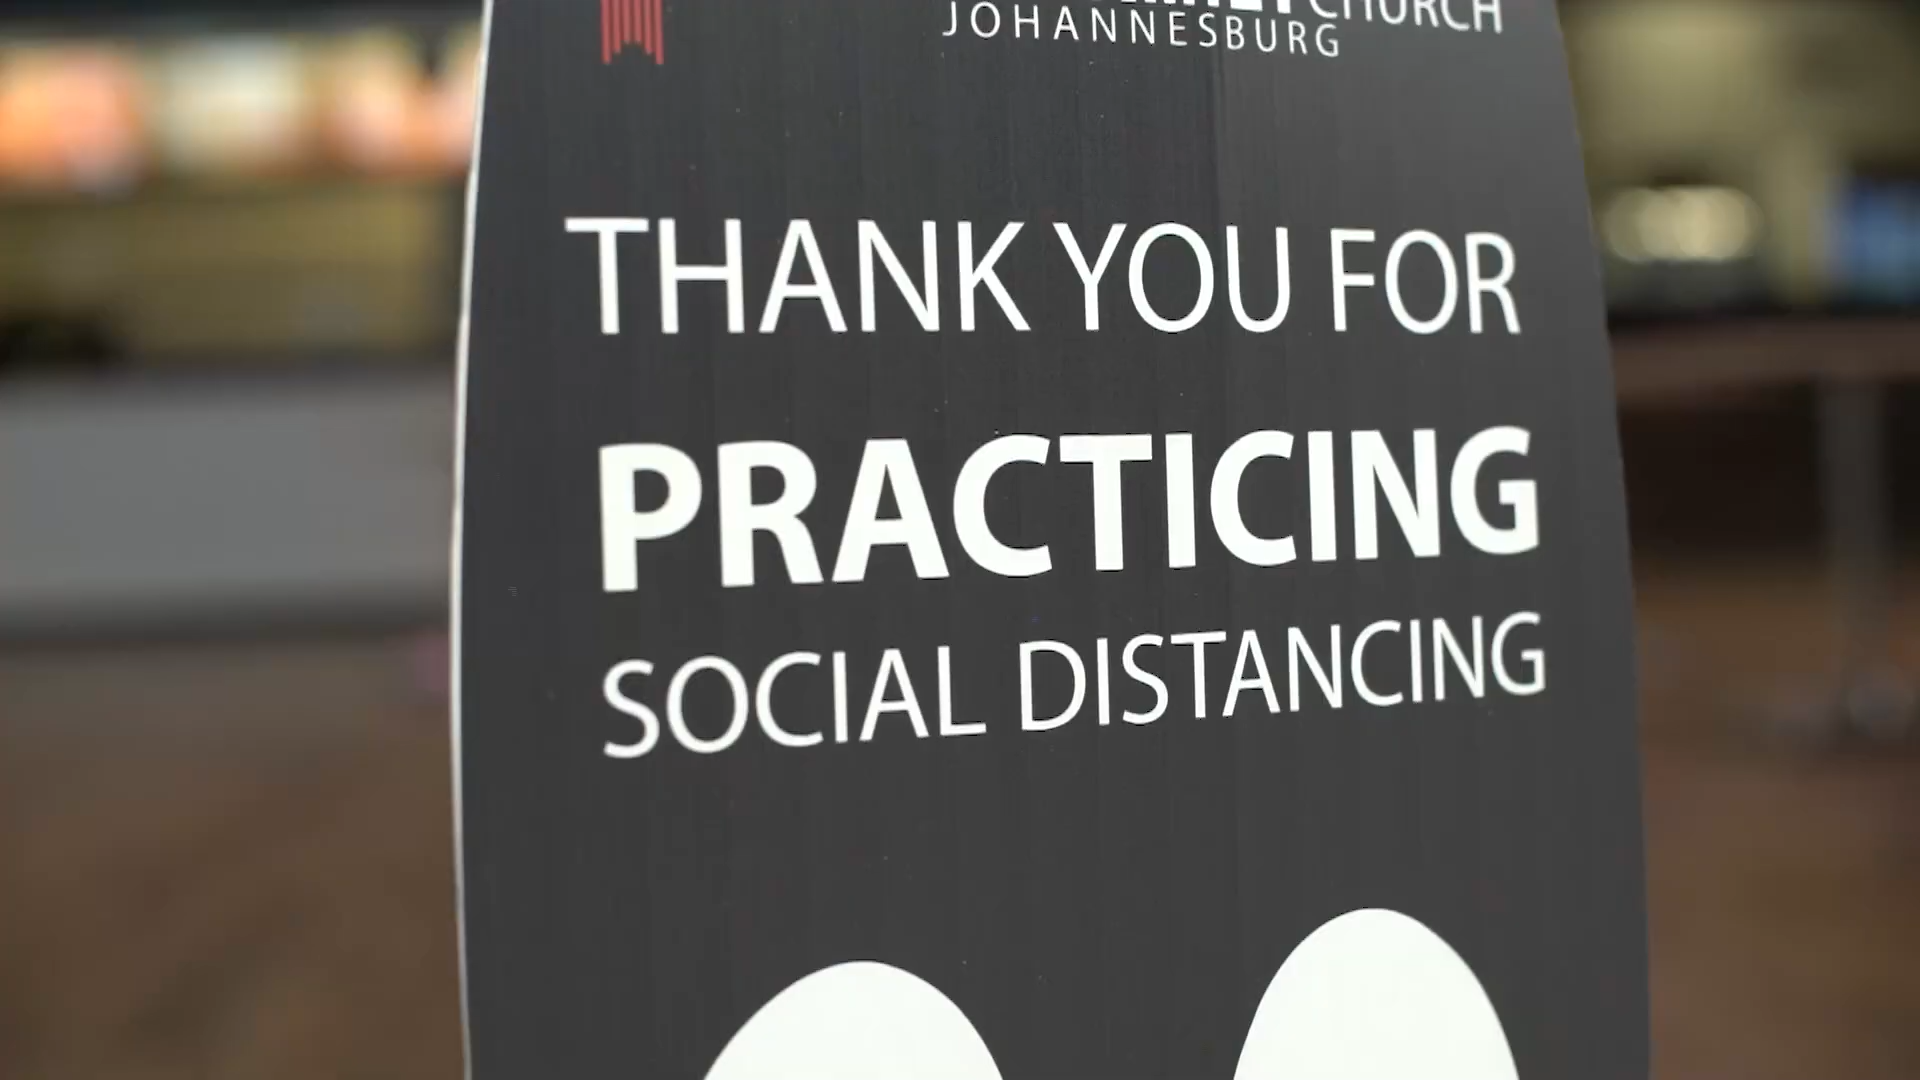 CHURCH
JOHANNESBURG
THANK YOU FOR
PRACTICING
SOCIAL DISTANCING